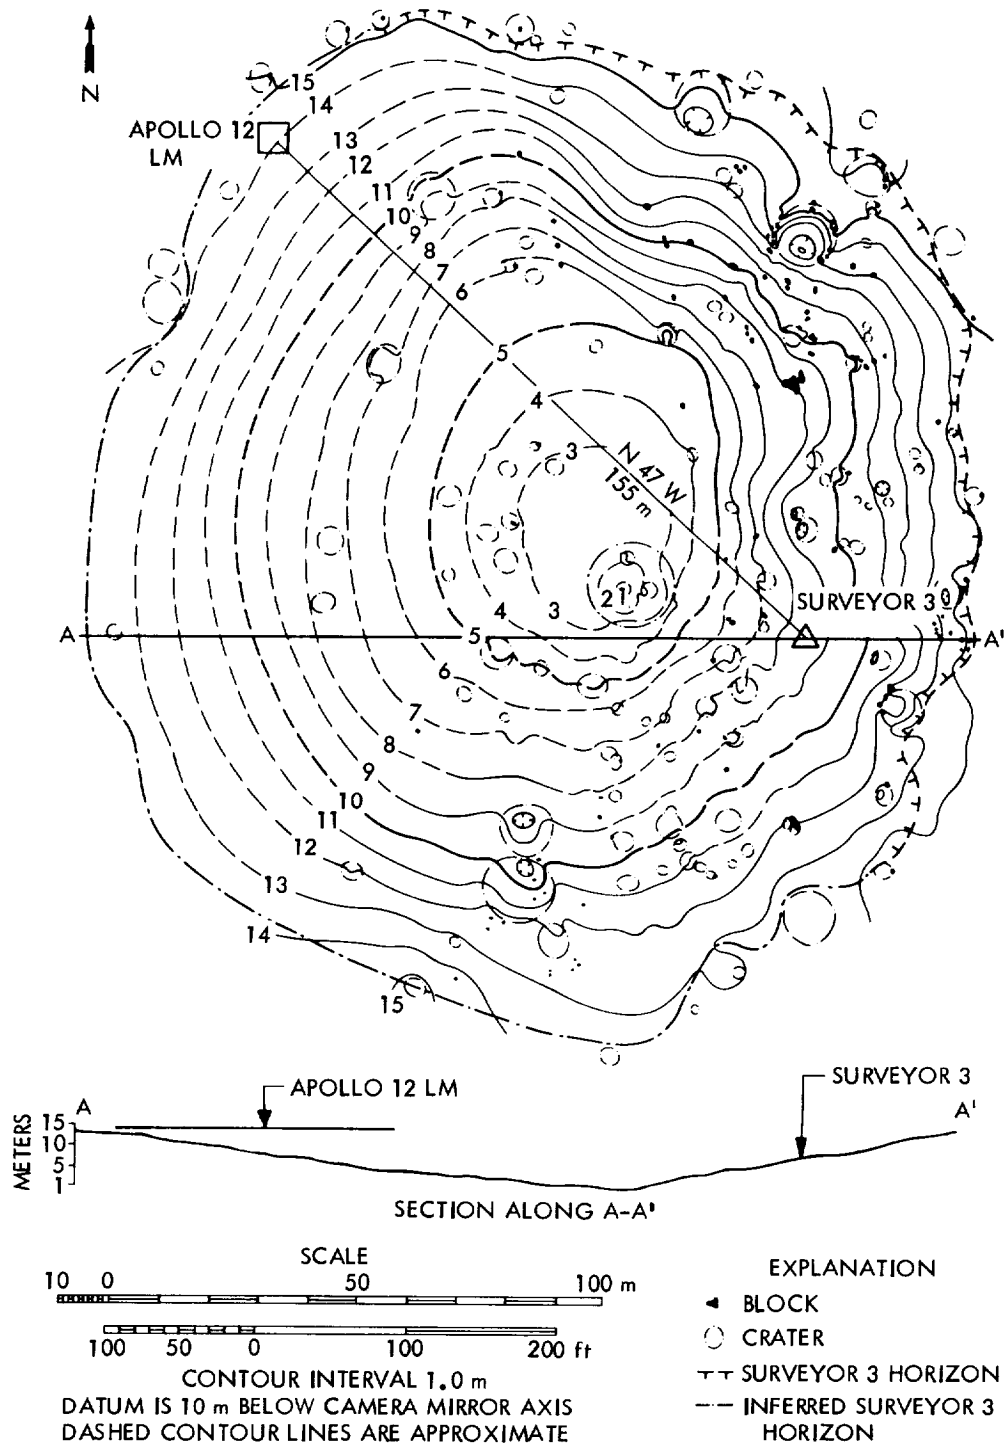 N
APOLLO 12
LM
15
14
13
12
11
10
9
8
7
6
5
4
3
N 47 W
155 m
2
1
SURVEYOR 3
4
3
A
A'
5
6
7
8
9
10
11
12
13
14
15
APOLLO 12 LM
SURVEYOR 3
A
A'
METERS
15
10
5
1
SECTION ALONG A-A'
SCALE
10 0 50 100 m
100 50 0 100 200 ft
CONTOUR INTERVAL 1.0 m
DATUM IS 10 m BELOW CAMERA MIRROR AXIS
DASHED CONTOUR LINES ARE APPROXIMATE
EXPLANATION
BLOCK
CRATER
SURVEYOR 3 HORIZON
INFERRED SURVEYOR 3
HORIZON